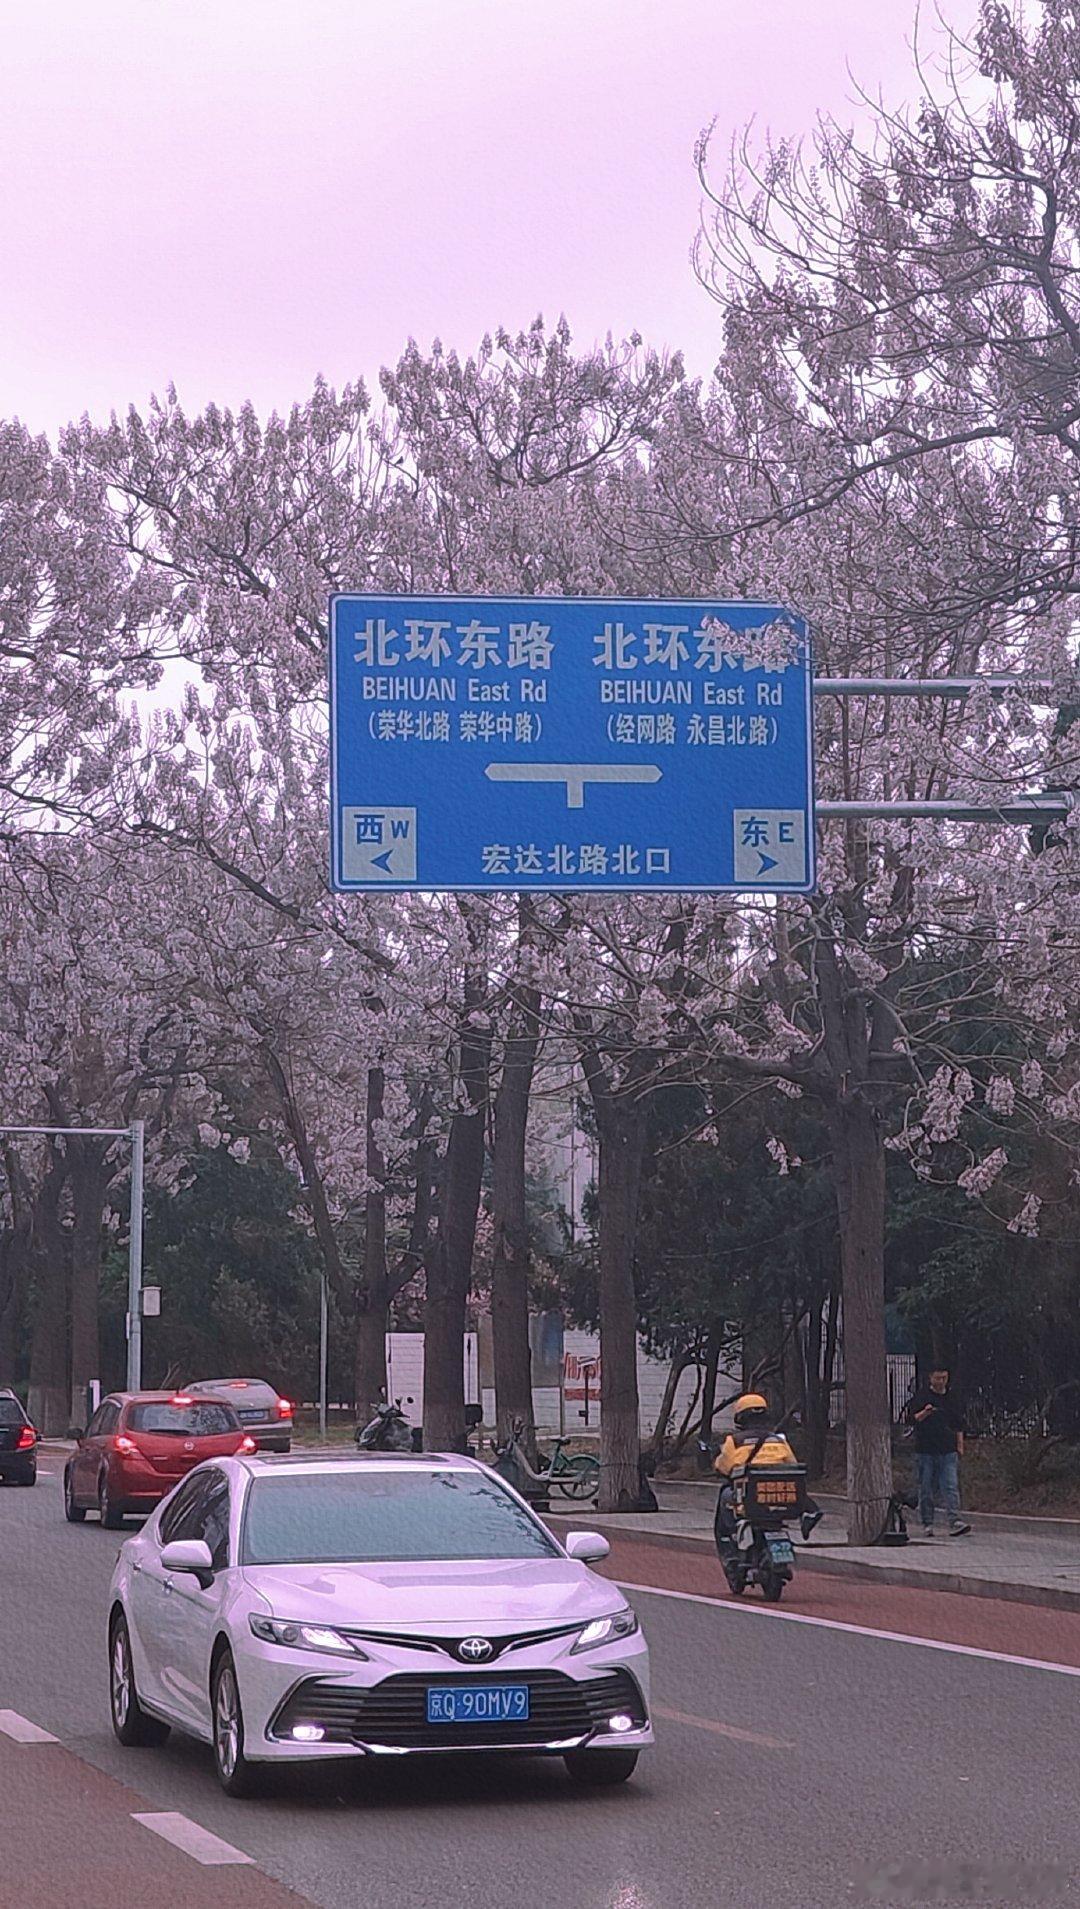 北环东路 北环东路
BEIHUAN East Rd BEIHUAN East Rd
(荣华北路 荣华中路) (经网路 永昌北路)
西W 东E
宏达北路北口
京Q·90MV9